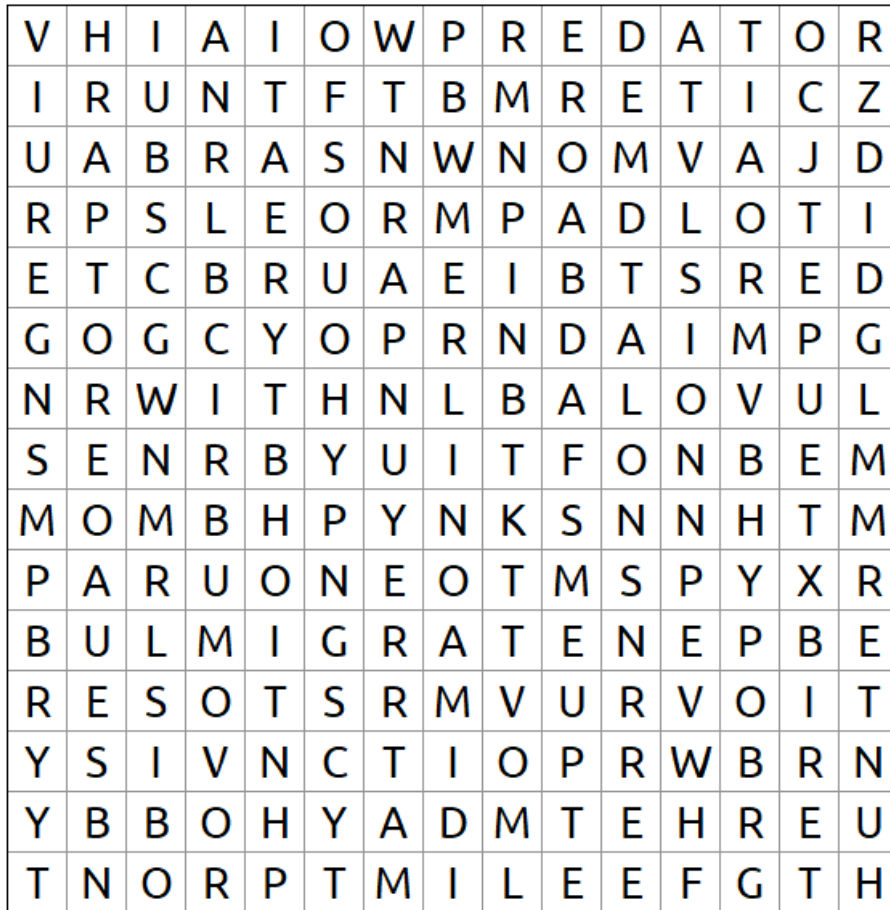 V H I A I O W P R E D A T O R
I R U N T F T B M R E T I C Z
U A B R A S N W N O M V A J D
R P S L E O R M P A D L O T I
E T C B R U A E I B T S R E D
G O G C Y O P R N D A I M P G
N R W I T H N L B A L O V U L
S E N R B Y U I T F O N B E M
M O M B H P Y N K S N N H T M
P A R U O N E O T M S P Y X R
B U L M I G R A T E N E P B E
R E S O T S R M V U R V O I T
Y S I V N C T I O P R W B R N
Y B B O H Y A D M T E H R E U
T N O R P T M I L E E F G T H